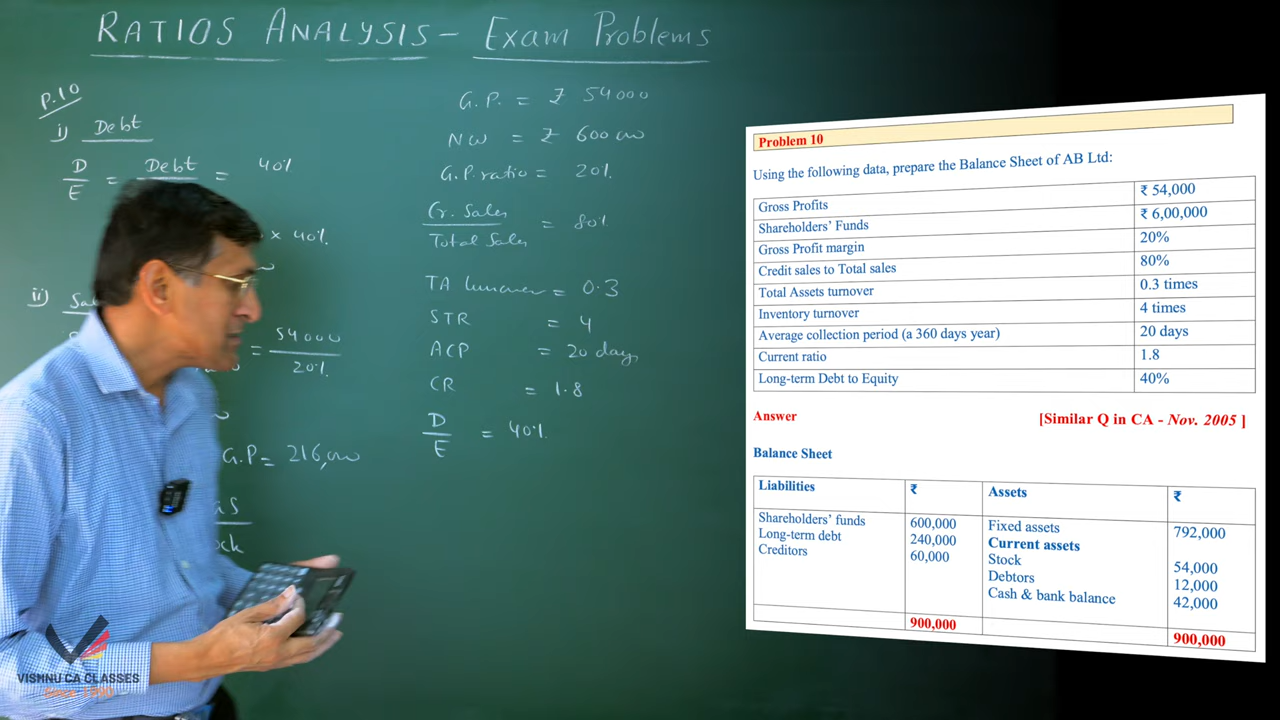 RATIOS ANALYSIS - Exam Problems
P.10
i) Debt
D/E = Debt = 40%
× 40%.
ii)
= 54000 / 20%.
G.P = 216,000
G.P. = ₹ 54000
NW = ₹ 600000
G.P. ratio = 20%.
Cr. Sales / Total Sales = 80%
TA turnover = 0.3
STR = 4
ACP = 20 days
CR = 1.8
D/E = 40%.
VISHNU CA CLASSES
Since 1990
Problem 10
Using the following data, prepare the Balance Sheet of AB Ltd:
Gross Profits ₹ 54,000
Shareholders' Funds ₹ 6,00,000
Gross Profit margin 20%
Credit sales to Total sales 80%
Total Assets turnover 0.3 times
Inventory turnover 4 times
Average collection period (a 360 days year) 20 days
Current ratio 1.8
Long-term Debt to Equity 40%
Answer [Similar Q in CA - Nov. 2005 ]
Balance Sheet
Liabilities ₹ Assets ₹
Shareholders' funds 600,000 Fixed assets 792,000
Long-term debt 240,000 Current assets
Creditors 60,000 Stock 54,000
Debtors 12,000
Cash & bank balance 42,000
900,000 900,000